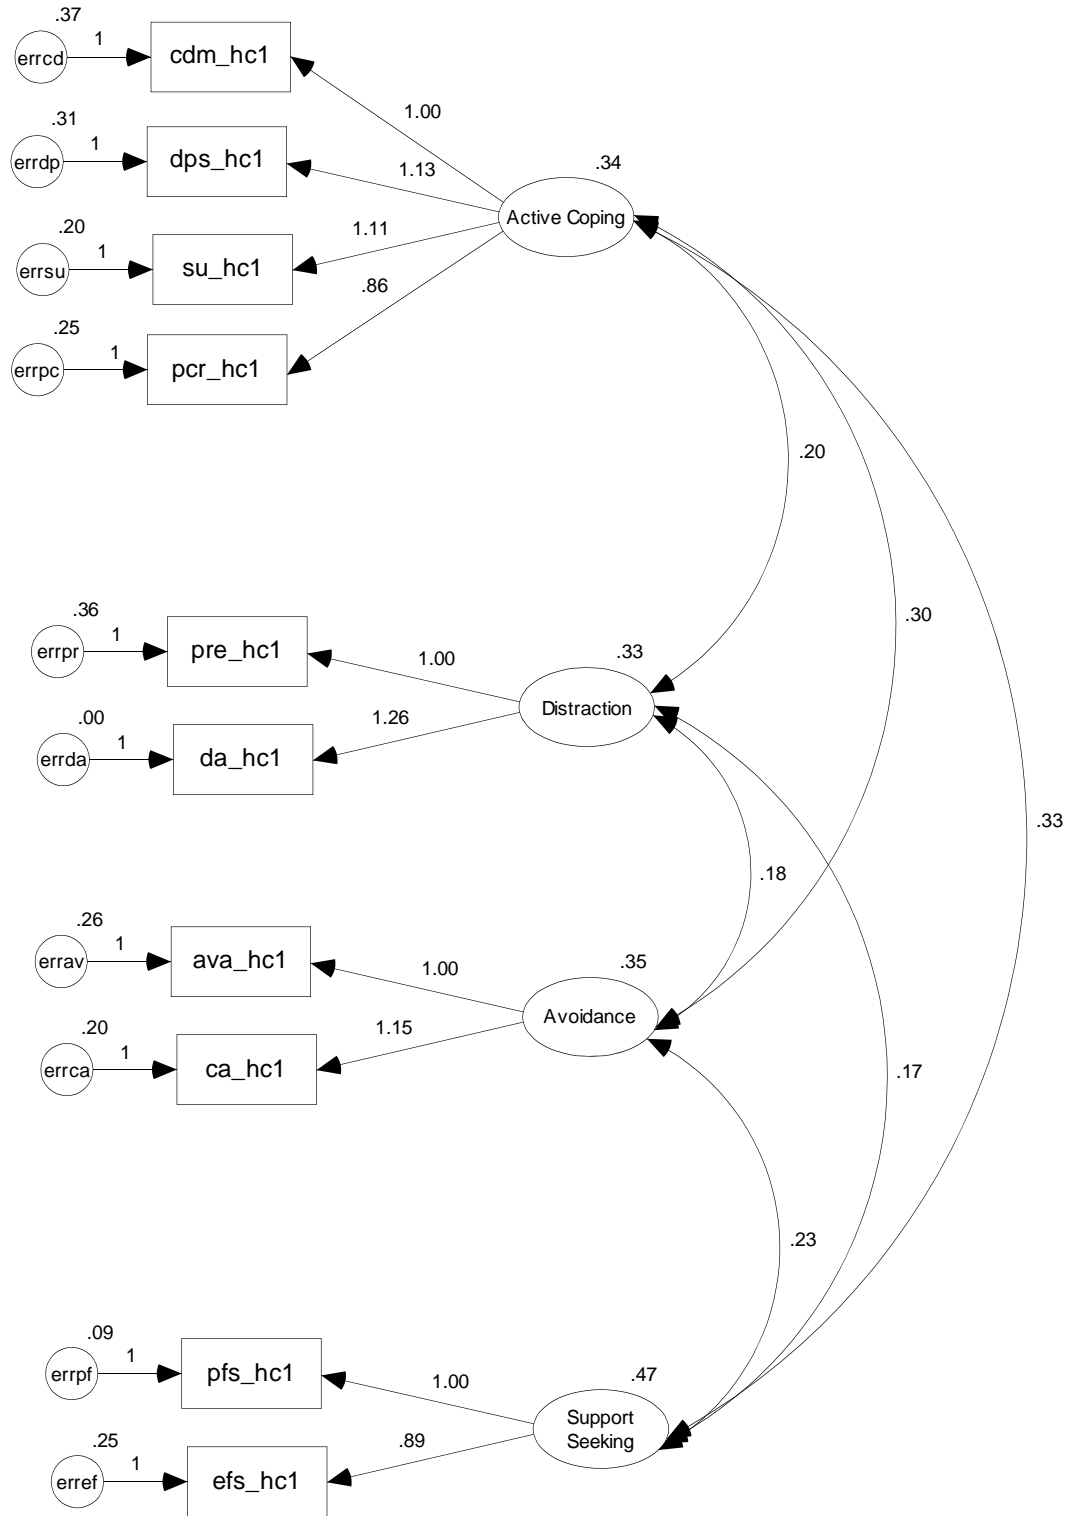 .37
1
errcd
cdm_hc1
1.00
.31
1
errdp
dps_hc1
1.13
.34
Active Coping
.20
1
errsu
su_hc1
1.11
.86
.25
1
errpc
pcr_hc1
.20
.30
.36
1
errpr
pre_hc1
1.00
.33
Distraction
.00
1
errda
da_hc1
1.26
.33
.18
.26
1
errav
ava_hc1
1.00
.35
Avoidance
.20
1
errca
ca_hc1
1.15
.17
.23
.09
1
errpf
pfs_hc1
1.00
.47
Support
Seeking
.25
1
erref
efs_hc1
.89